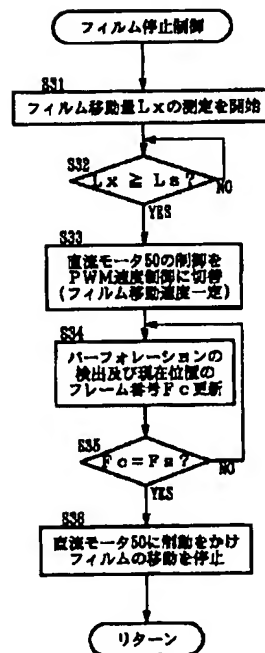 フィルム停止制御
S31
フィルム移動量Lxの測定を開始
S32
Lx ≧ Ls?
NO
YES
S33
直流モータ50の制御を
PWM速度制御に切替
(フィルム移動速度一定)
S34
パーフォレーションの
検出及び現在位置の
フレーム番号Fc更新
S35
Fc=Fs?
NO
YES
S36
直流モータ50に制動をかけ
フィルムの移動を停止
リターン